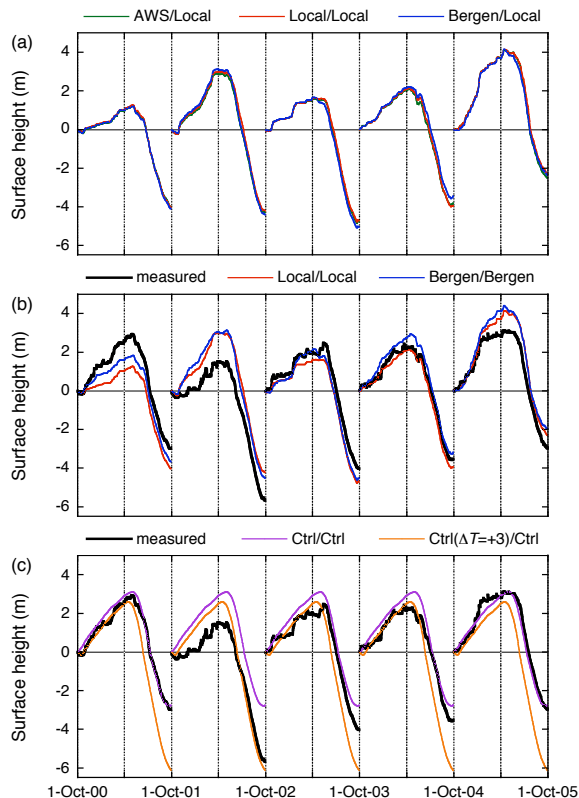 AWS/Local Local/Local Bergen/Local
(a)
Surface height (m)
4
2
0
-2
-4
-6
measured Local/Local Bergen/Bergen
(b)
Surface height (m)
4
2
0
-2
-4
-6
measured Ctrl/Ctrl Ctrl(ΔT=+3)/Ctrl
(c)
Surface height (m)
4
2
0
-2
-4
-6
1-Oct-00 1-Oct-01 1-Oct-02 1-Oct-03 1-Oct-04 1-Oct-05